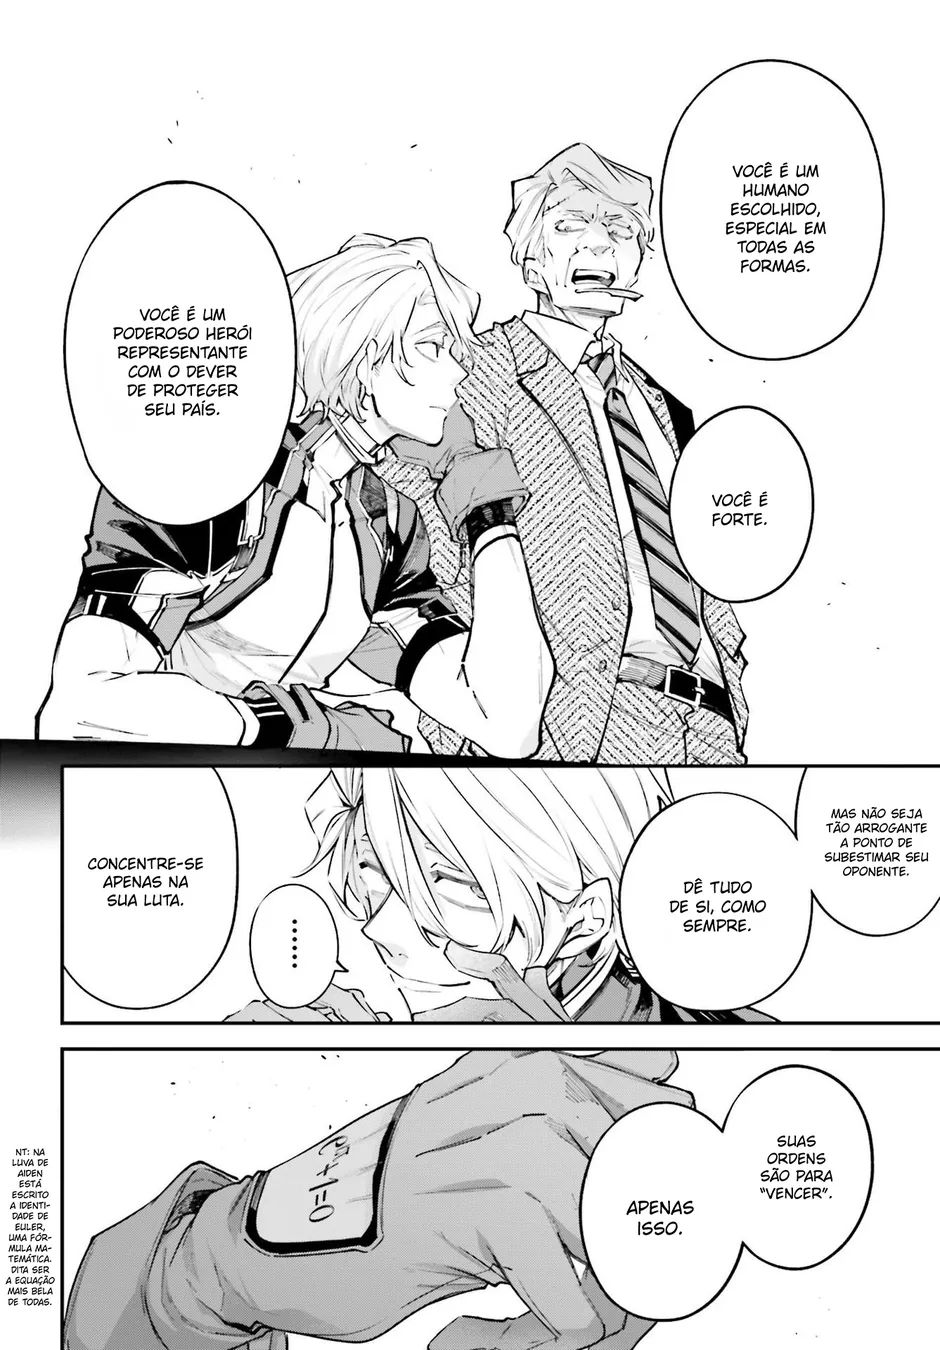 VOCÊ É UM
HUMANO
ESCOLHIDO,
ESPECIAL EM
TODAS AS
FORMAS.
VOCÊ É
FORTE.
VOCÊ É UM
PODEROSO HERÓI
REPRESENTANTE
COM O DEVER
DE PROTEGER
SEU PAÍS.
MAS NÃO SEJA
TÃO ARROGANTE
A PONTO DE
SUBESTIMAR SEU
OPONENTE.
DÊ TUDO
DE SI, COMO
SEMPRE.
......
CONCENTRE-SE
APENAS NA
SUA LUTA.
SUAS
ORDENS
SÃO PARA
“VENCER”.
APENAS
ISSO.
e^iπ+1=0
NT: NA
LUVA DE
AIDEN
ESTÁ
ESCRITO
A IDENTI-
DADE DE
EULER,
UMA FÓR-
MULA MA-
TEMÁTICA.
DITA SER
A EQUAÇÃO
MAIS BELA
DE TODAS.